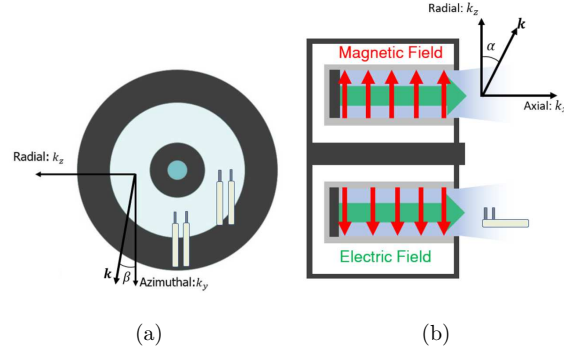 Radial: k_z
k
β
Azimuthal: k_y
(a)
Radial: k_z
k
α
Magnetic Field
Axial: k_x
Electric Field
(b)